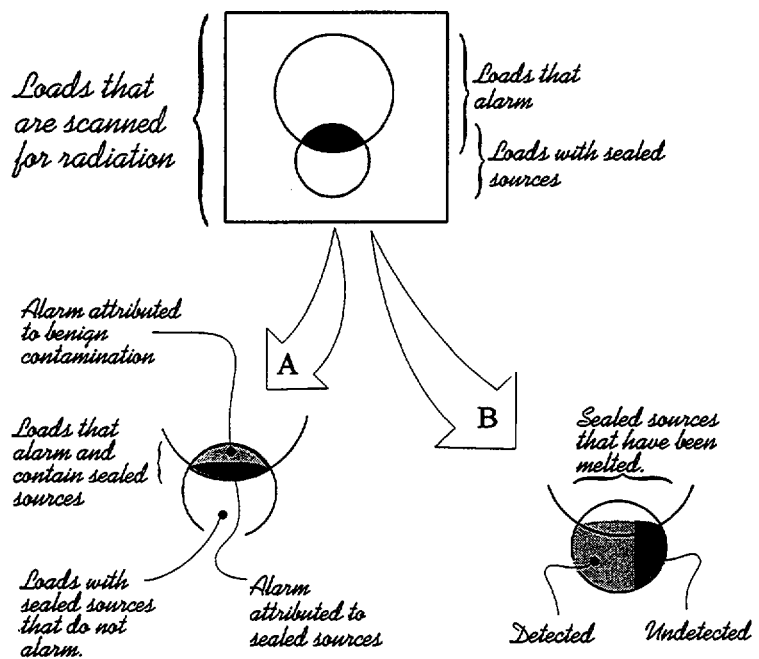 Loads that
are scanned
for radiation
Loads that
alarm
Loads with sealed
sources
Alarm attributed
to benign
contamination
A
Loads that
alarm and
contain sealed
sources
Loads with
sealed sources
that do not
alarm.
Alarm
attributed to
sealed sources
B
Sealed sources
that have been
melted.
Detected
Undetected